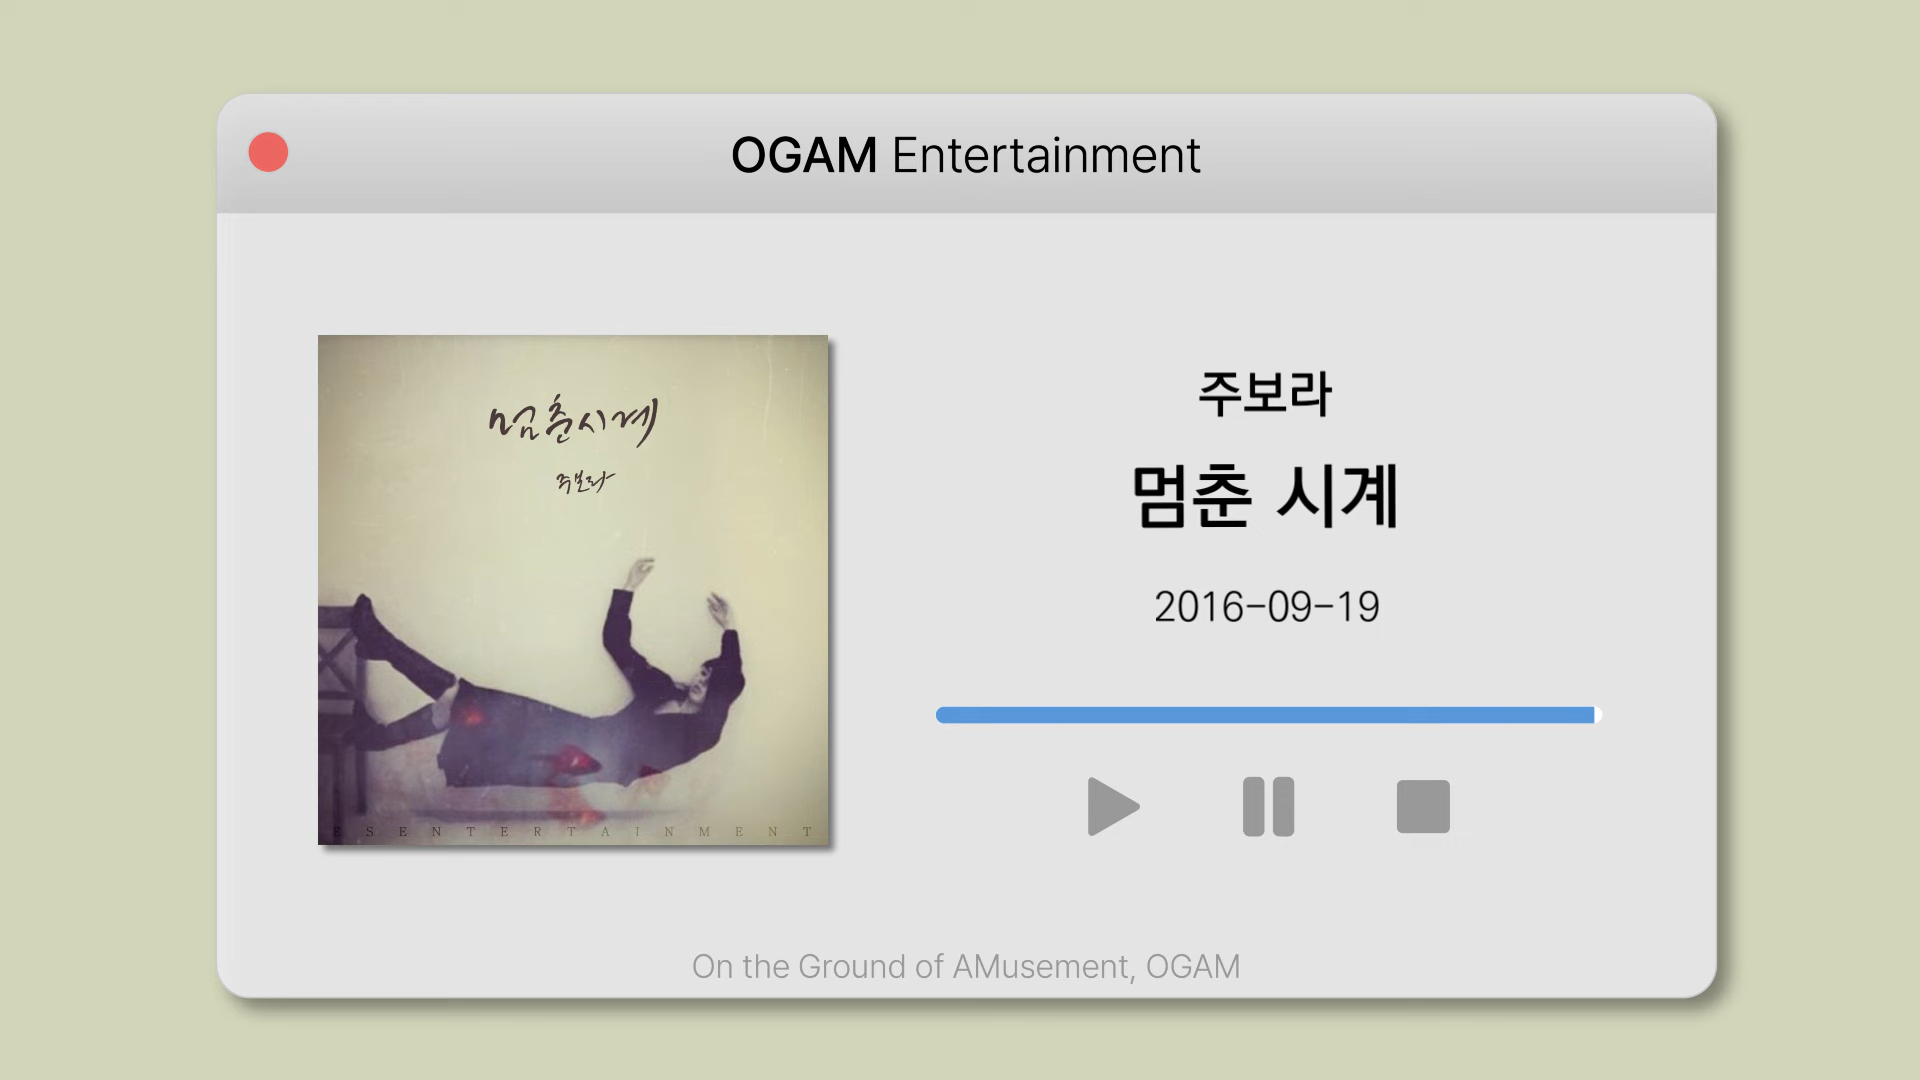 OGAM Entertainment
멈춘 시계
주보라
E S E N T E R T A I N M E N T
주보라
멈춘 시계
2016-09-19
On the Ground of AMusement, OGAM